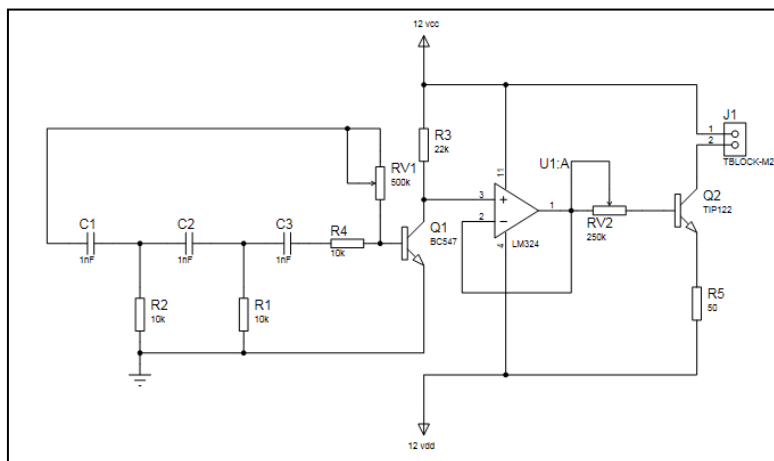 12 vcc
J1
1
2
TBLOCK-M2
R3
22k
RV1
500k
11
U1:A
3
2
1
4
LM324
Q2
TIP122
RV2
250k
C1
1nF
C2
1nF
C3
1nF
R4
10k
Q1
BC547
R2
10k
R1
10k
R5
50
12 vdd